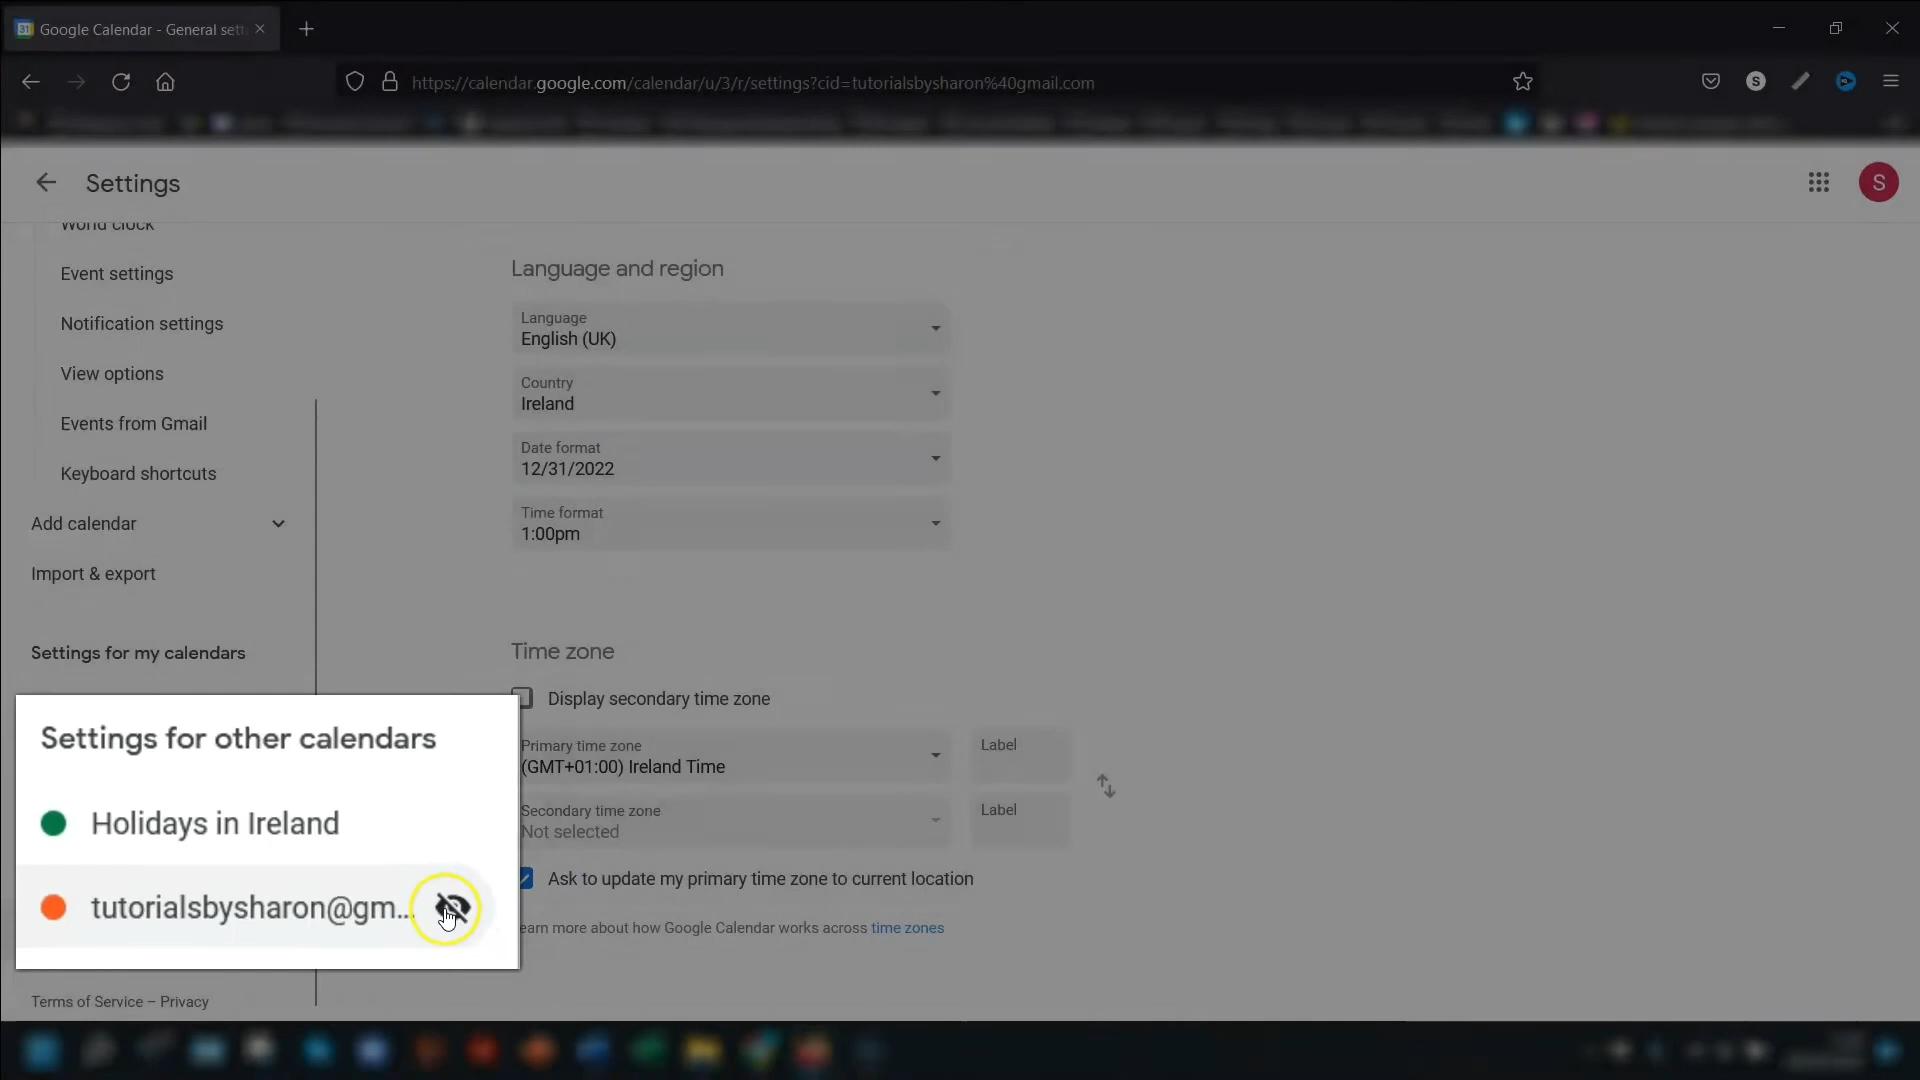 31 Google Calendar - General sett
https://calendar.google.com/calendar/u/3/r/settings?cid=tutorialsbysharon%40gmail.com
S
Settings
S
World clock
Event settings
Notification settings
View options
Events from Gmail
Keyboard shortcuts
Add calendar
Import & export
Settings for my calendars
Settings for other calendars
Holidays in Ireland
tutorialsbysharon@gm...
Terms of Service – Privacy
Language and region
Language
English (UK)
Country
Ireland
Date format
12/31/2022
Time format
1:00pm
Time zone
Display secondary time zone
Primary time zone
(GMT+01:00) Ireland Time
Label
Secondary time zone
Not selected
Label
Ask to update my primary time zone to current location
earn more about how Google Calendar works across time zones